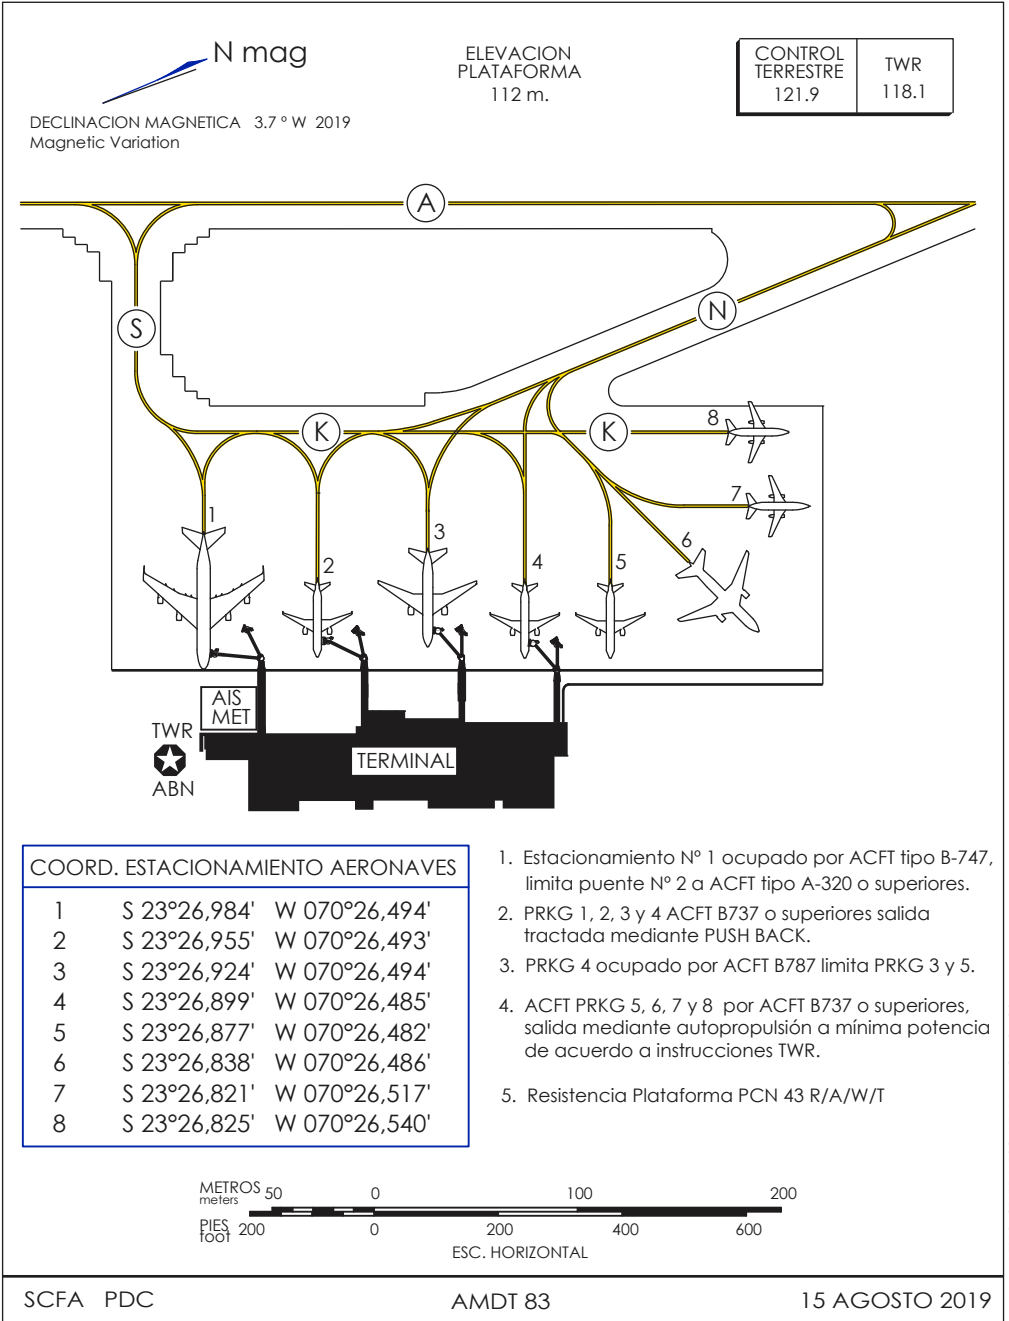 N mag
DECLINACION MAGNETICA 3.7 º W 2019
Magnetic Variation
ELEVACION
PLATAFORMA
112 m.
CONTROL
TERRESTRE
121.9
TWR
118.1
A
S
N
K
K
8
7
1
3
6
2
4
5
AIS
MET
TWR
ABN
TERMINAL
COORD. ESTACIONAMIENTO AERONAVES
1 S 23°26,984' W 070°26,494'
2 S 23°26,955' W 070°26,493'
3 S 23°26,924' W 070°26,494'
4 S 23°26,899' W 070°26,485'
5 S 23°26,877' W 070°26,482'
6 S 23°26,838' W 070°26,486'
7 S 23°26,821' W 070°26,517'
8 S 23°26,825' W 070°26,540'
1. Estacionamiento Nº 1 ocupado por ACFT tipo B-747,
limita puente Nº 2 a ACFT tipo A-320 o superiores.
2. PRKG 1, 2, 3 y 4 ACFT B737 o superiores salida
tractada mediante PUSH BACK.
3. PRKG 4 ocupado por ACFT B787 limita PRKG 3 y 5.
4. ACFT PRKG 5, 6, 7 y 8 por ACFT B737 o superiores,
salida mediante autopropulsión a mínima potencia
de acuerdo a instrucciones TWR.
5. Resistencia Plataforma PCN 43 R/A/W/T
METROS 50 0 100 200
meters
PIES 200 0 200 400 600
foot
ESC. HORIZONTAL
SCFA PDC
AMDT 83
15 AGOSTO 2019